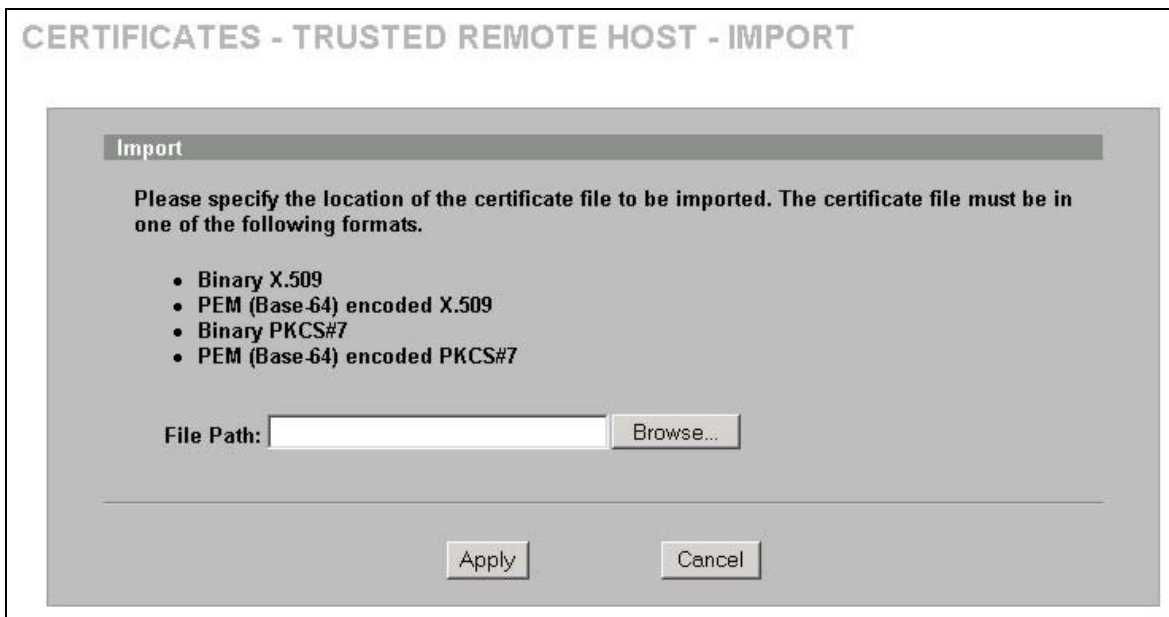 CERTIFICATES - TRUSTED REMOTE HOST - IMPORT
Import
Please specify the location of the certificate file to be imported. The certificate file must be in
one of the following formats.
• Binary X.509
• PEM (Base-64) encoded X.509
• Binary PKCS#7
• PEM (Base-64) encoded PKCS#7
File Path: Browse...
Apply Cancel